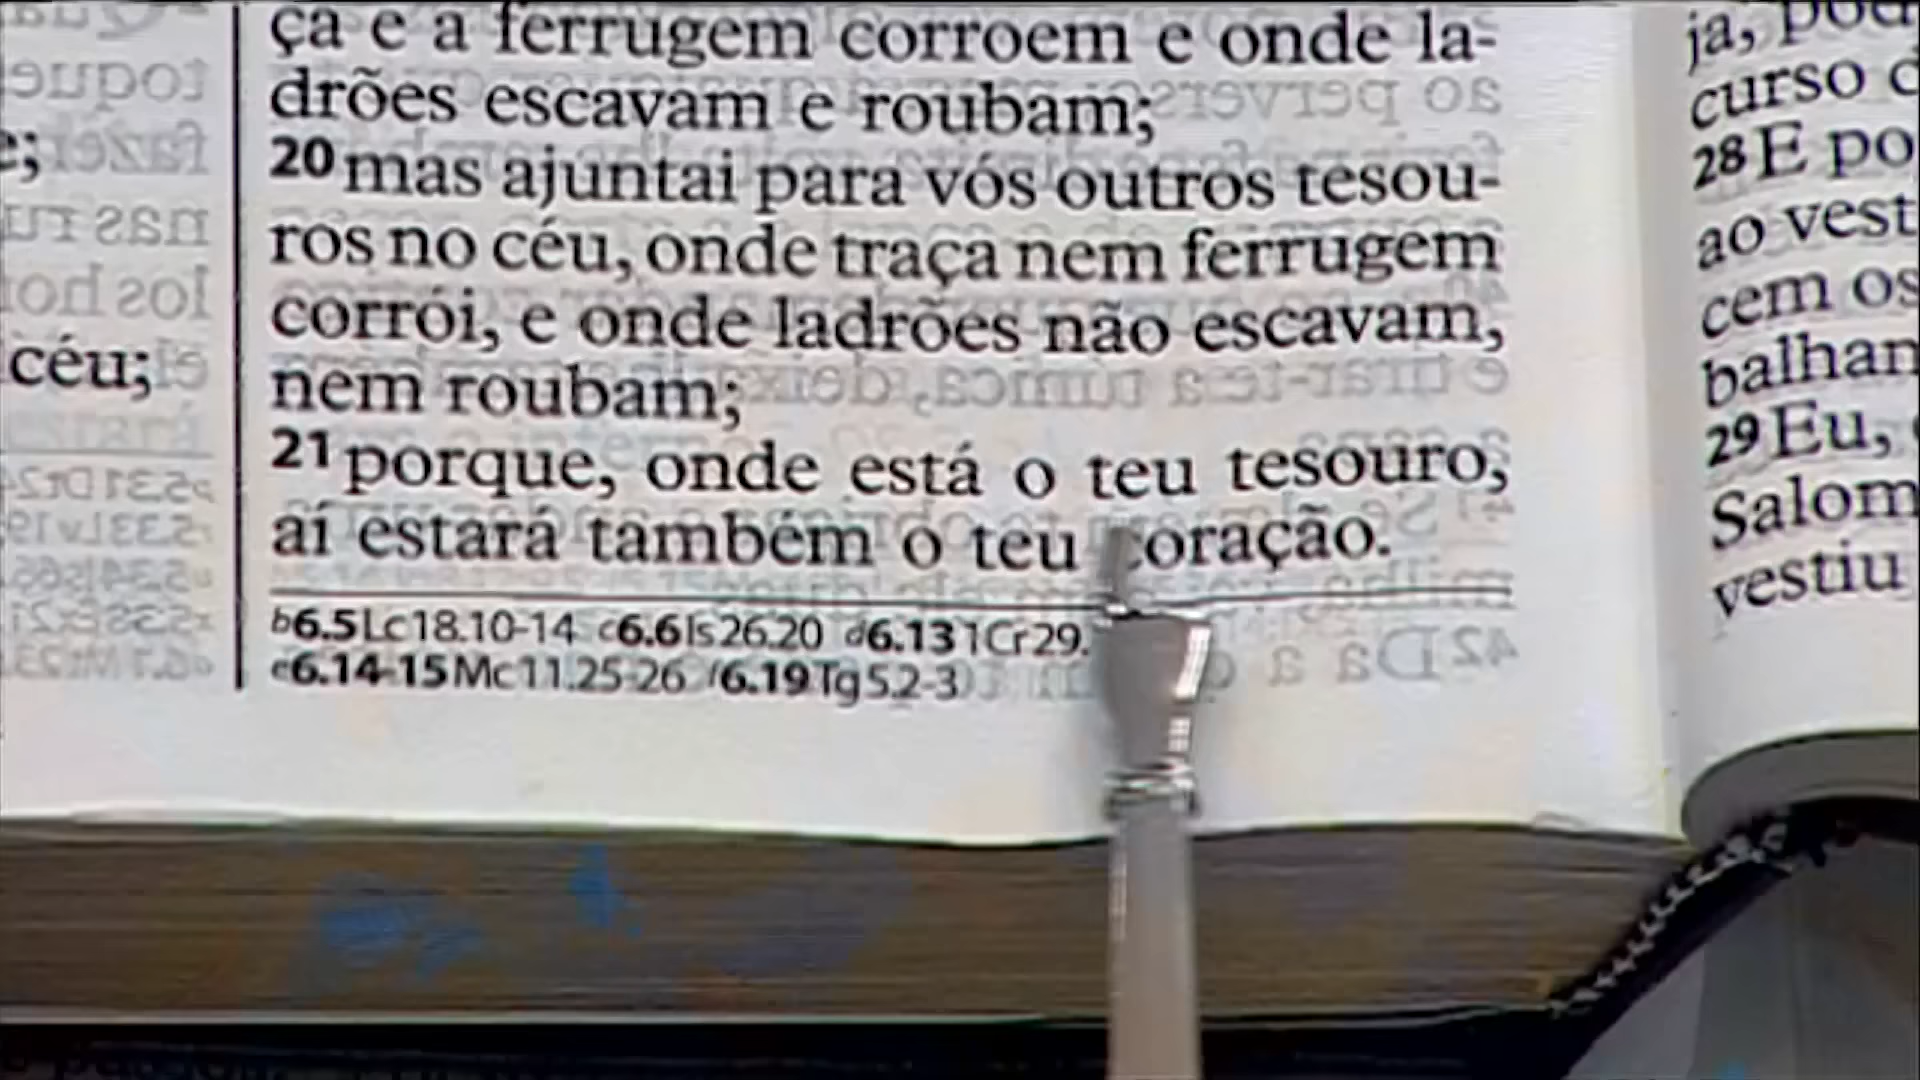 ça e a ferrugem corroem e onde la-
drões escavam e roubam;
20 mas ajuntai para vós outros tesou-
ros no céu, onde traça nem ferrugem
corrói, e onde ladrões não escavam,
nem roubam;
21 porque, onde está o teu tesouro,
aí estará também o teu coração.
b6.5 Lc 18.10-14 c6.6 Is 26.20 d6.13 1Cr 29.
e6.14-15 Mc 11.25-26 f6.19 Tg 5.2-3
céu;
ja,
curso
28 E po
ao vest
cem os
balhan
29 Eu,
Salom
vestiu